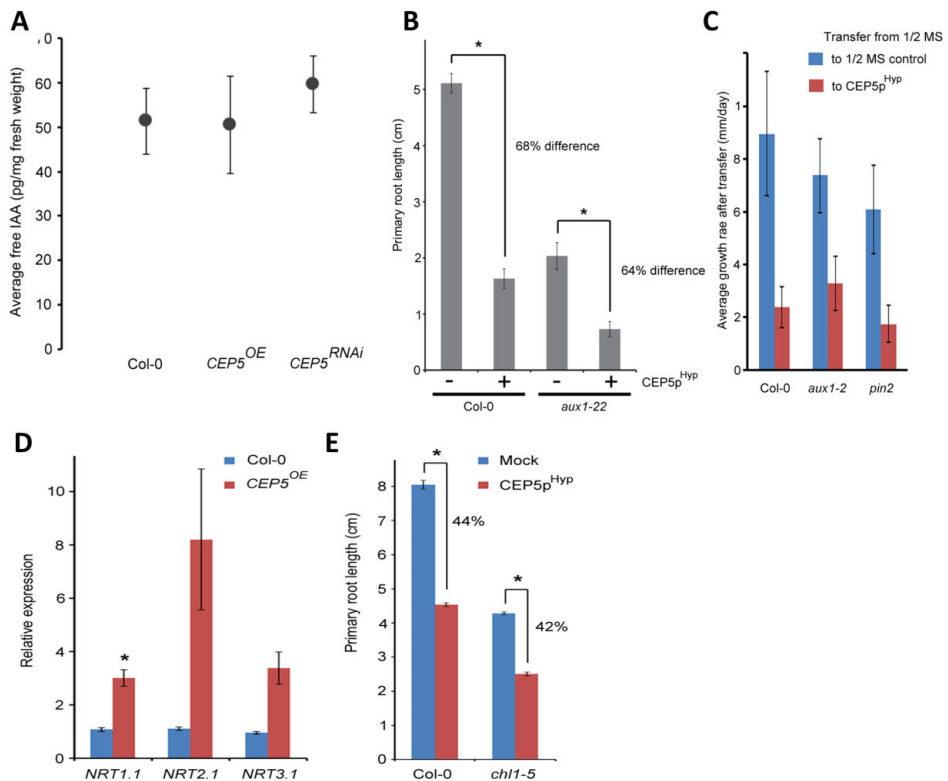 A
,0
60
50
40
30
20
10
0
Average free IAA (pg/mg fresh weight)
Col-0
CEP5^OE
CEP5^RNAi
B
6
5
4
3
2
1
0
Primary root length (cm)
*
68% difference
*
64% difference
- + - + CEP5p^Hyp
Col-0
aux1-22
C
Transfer from 1/2 MS
to 1/2 MS control
to CEP5p^Hyp
8
6
4
2
0
Average growth rae after transfer (mm/day)
Col-0
aux1-2
pin2
D
Col-0
CEP5^OE
10
8
6
4
2
0
Relative expression
*
NRT1.1
NRT2.1
NRT3.1
E
Mock
CEP5p^Hyp
8
7
6
5
4
3
2
1
0
Primary root length (cm)
*
44%
*
42%
Col-0
chl1-5